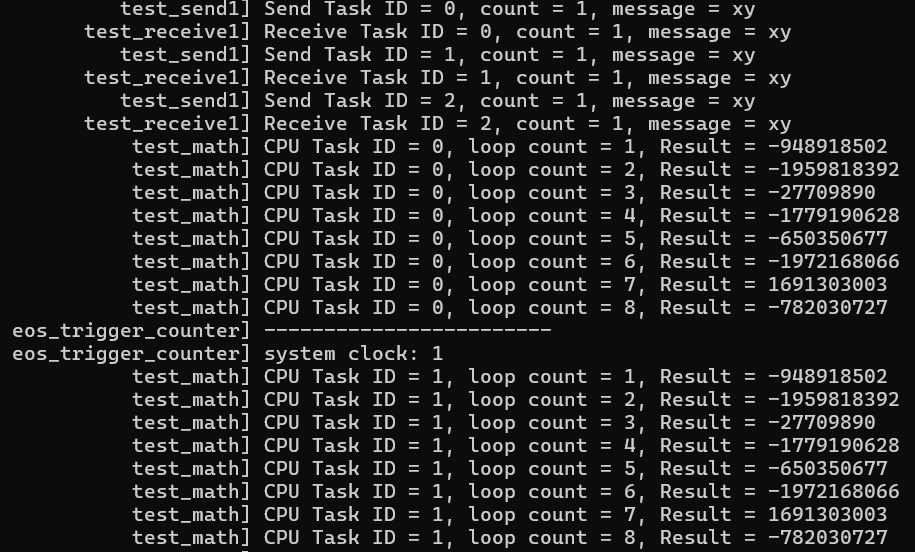 test_send1] Send Task ID = 0, count = 1, message = xy
test_receive1] Receive Task ID = 0, count = 1, message = xy
test_send1] Send Task ID = 1, count = 1, message = xy
test_receive1] Receive Task ID = 1, count = 1, message = xy
test_send1] Send Task ID = 2, count = 1, message = xy
test_receive1] Receive Task ID = 2, count = 1, message = xy
test_math] CPU Task ID = 0, loop count = 1, Result = -948918502
test_math] CPU Task ID = 0, loop count = 2, Result = -1959818392
test_math] CPU Task ID = 0, loop count = 3, Result = -27709890
test_math] CPU Task ID = 0, loop count = 4, Result = -1779190628
test_math] CPU Task ID = 0, loop count = 5, Result = -650350677
test_math] CPU Task ID = 0, loop count = 6, Result = -1972168066
test_math] CPU Task ID = 0, loop count = 7, Result = 1691303003
test_math] CPU Task ID = 0, loop count = 8, Result = -782030727
eos_trigger_counter] ------------------------
eos_trigger_counter] system clock: 1
test_math] CPU Task ID = 1, loop count = 1, Result = -948918502
test_math] CPU Task ID = 1, loop count = 2, Result = -1959818392
test_math] CPU Task ID = 1, loop count = 3, Result = -27709890
test_math] CPU Task ID = 1, loop count = 4, Result = -1779190628
test_math] CPU Task ID = 1, loop count = 5, Result = -650350677
test_math] CPU Task ID = 1, loop count = 6, Result = -1972168066
test_math] CPU Task ID = 1, loop count = 7, Result = 1691303003
test_math] CPU Task ID = 1, loop count = 8, Result = -782030727